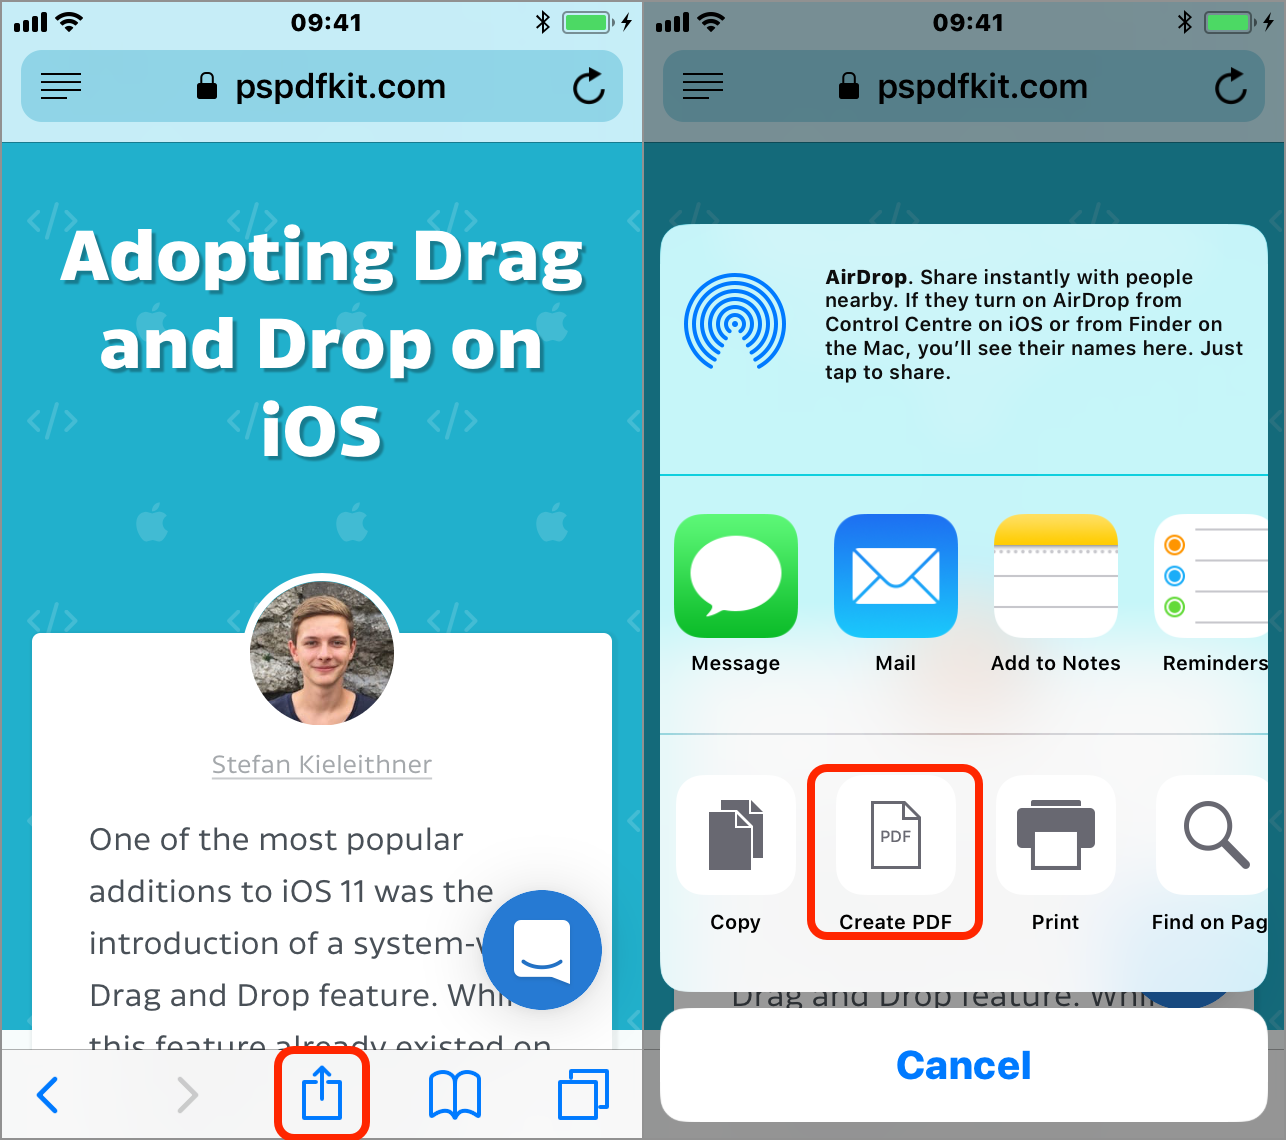 09:41
pspdfkit.com
Adopting Drag
and Drop on
iOS
Stefan Kieleithner
One of the most popular
additions to iOS 11 was the
introduction of a system-
Drag and Drop feature. Whi
this feature already existed on
09:41
pspdfkit.com
AirDrop. Share instantly with people
nearby. If they turn on AirDrop from
Control Centre on iOS or from Finder on
the Mac, you'll see their names here. Just
tap to share.
Message
Mail
Add to Notes
Reminders
PDF
Copy
Create PDF
Print
Find on Pag
Drag and Drop feature. Whi
Cancel